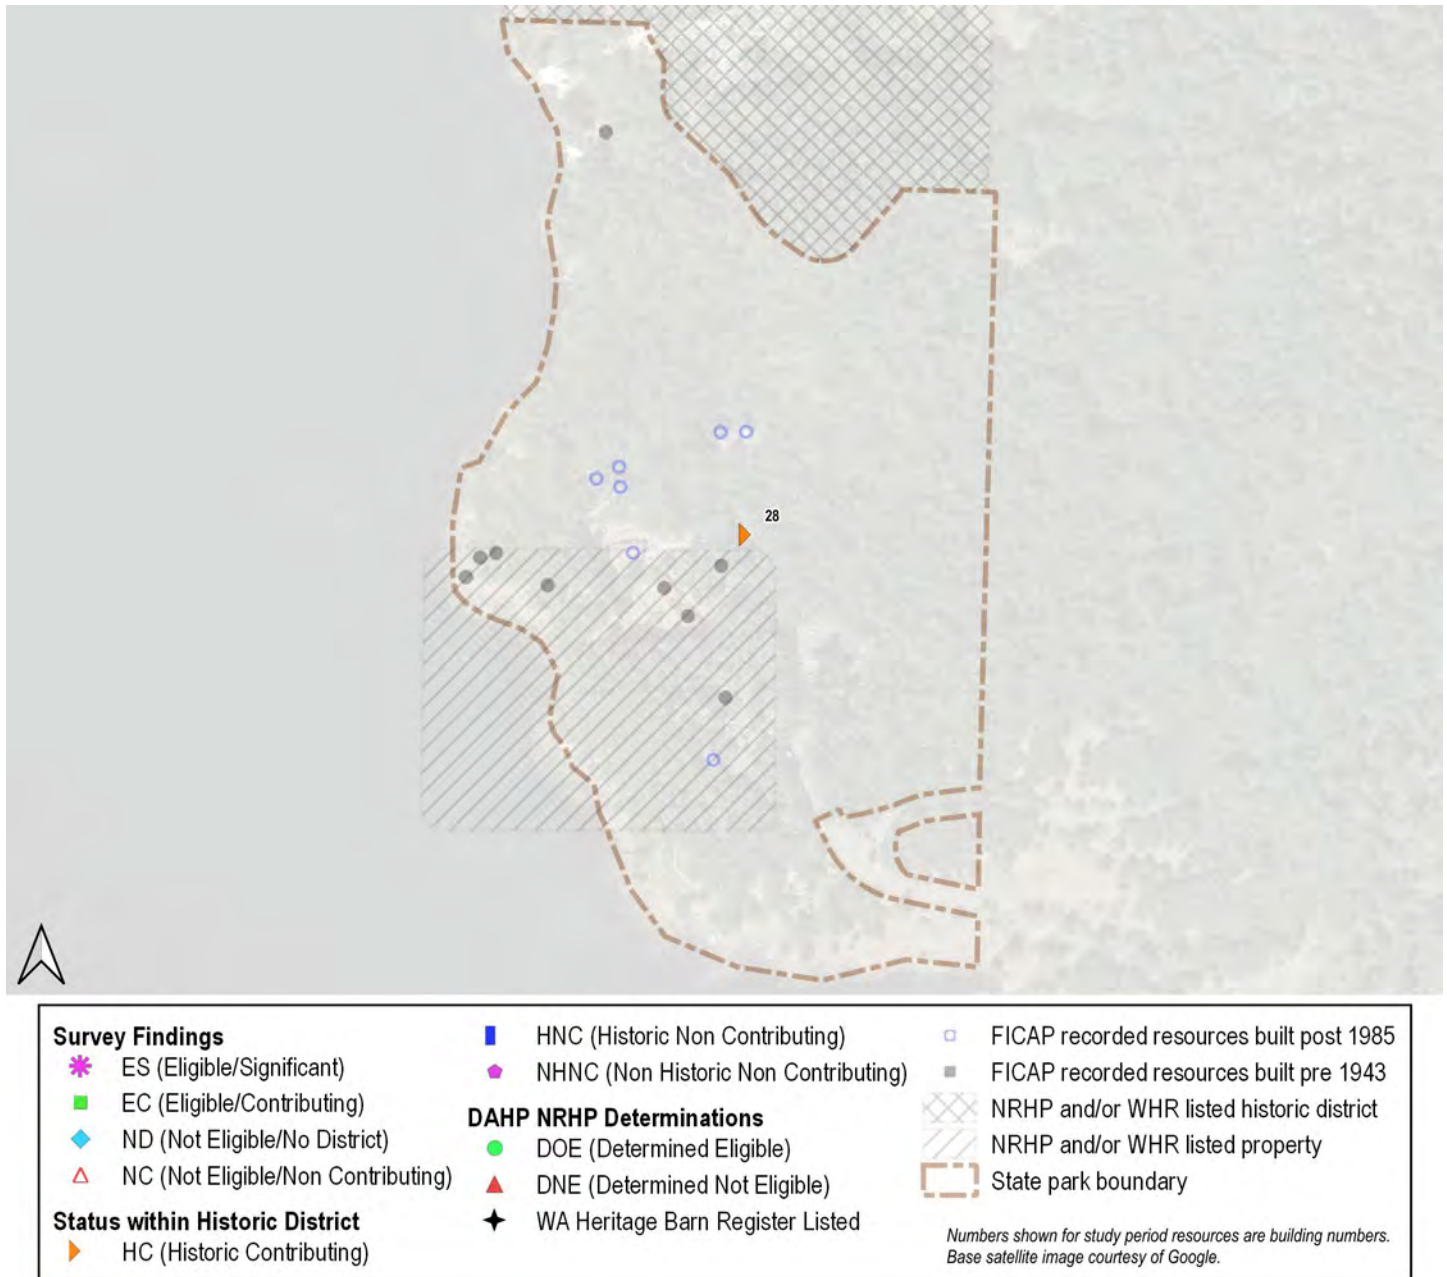 28
Survey Findings
ES (Eligible/Significant)
EC (Eligible/Contributing)
ND (Not Eligible/No District)
NC (Not Eligible/Non Contributing)
Status within Historic District
HC (Historic Contributing)
HNC (Historic Non Contributing)
NHNC (Non Historic Non Contributing)
DAHP NRHP Determinations
DOE (Determined Eligible)
DNE (Determined Not Eligible)
WA Heritage Barn Register Listed
FICAP recorded resources built post 1985
FICAP recorded resources built pre 1943
NRHP and/or WHR listed historic district
NRHP and/or WHR listed property
State park boundary
Numbers shown for study period resources are building numbers.
Base satellite image courtesy of Google.